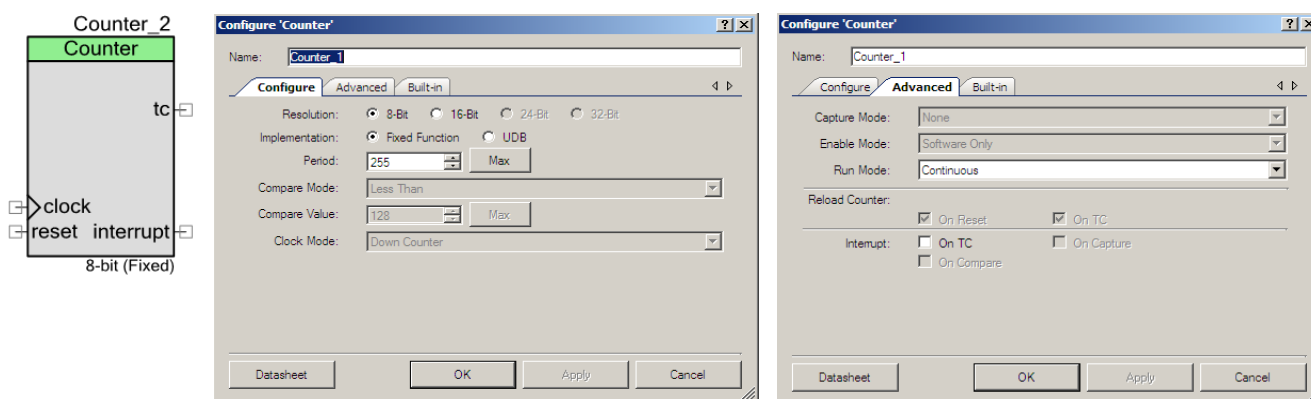 Counter_2
Counter
tc
clock
reset interrupt
8-bit (Fixed)
Configure 'Counter'
Name: Counter_1
Configure Advanced Built-in
Resolution: 8-Bit 16-Bit 24-Bit 32-Bit
Implementation: Fixed Function UDB
Period: 255 Max
Compare Mode: Less Than
Compare Value: 128 Max
Clock Mode: Down Counter
Datasheet OK Apply Cancel
Configure 'Counter'
Name: Counter_1
Configure Advanced Built-in
Capture Mode: None
Enable Mode: Software Only
Run Mode: Continuous
Reload Counter:
On Reset On TC
Interrupt: On TC On Capture
On Compare
Datasheet OK Apply Cancel